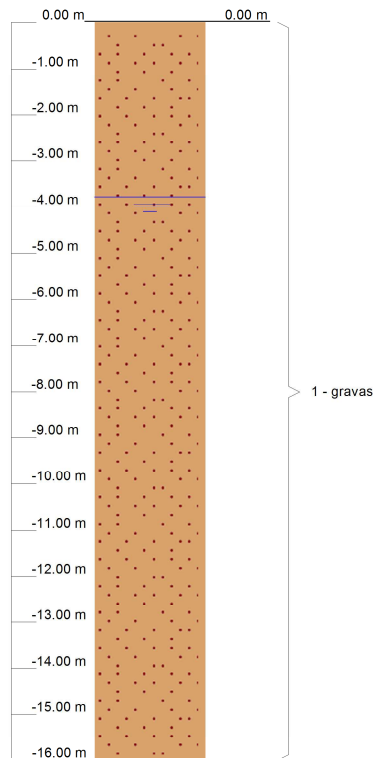 0.00 m 0.00 m
-1.00 m
-2.00 m
-3.00 m
-4.00 m
-5.00 m
-6.00 m
-7.00 m
-8.00 m
1 - gravas
-9.00 m
-10.00 m
-11.00 m
-12.00 m
-13.00 m
-14.00 m
-15.00 m
-16.00 m